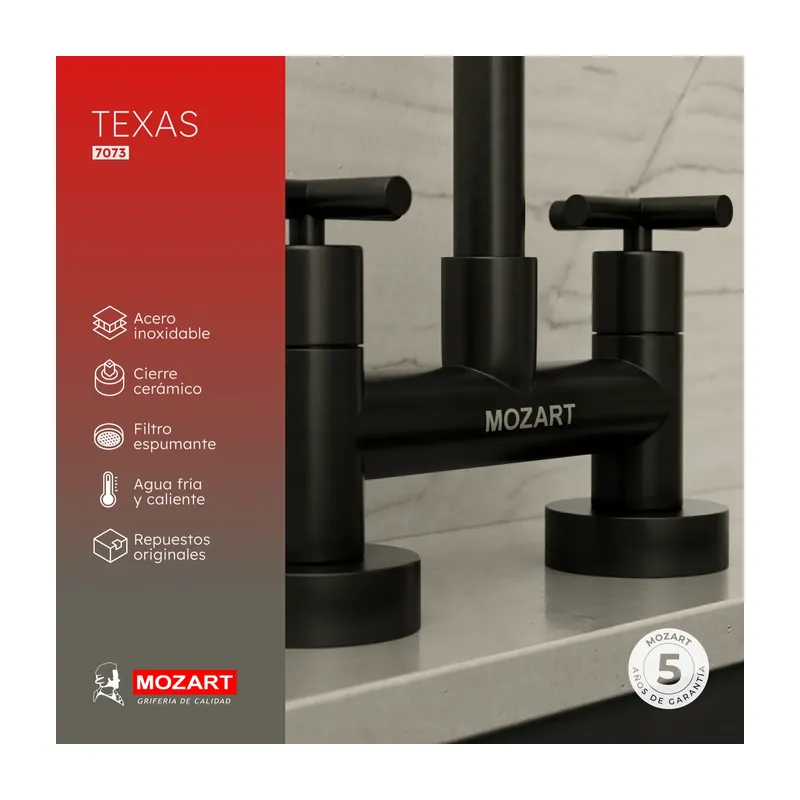 TEXAS
7073
Acero
inoxidable
Cierre
cerámico
Filtro
espumante
Agua fría
y caliente
Repuestos
originales
MOZART
GRIFERIA DE CALIDAD
MOZART
MOZART
5
AÑOS DE GARANTÍA